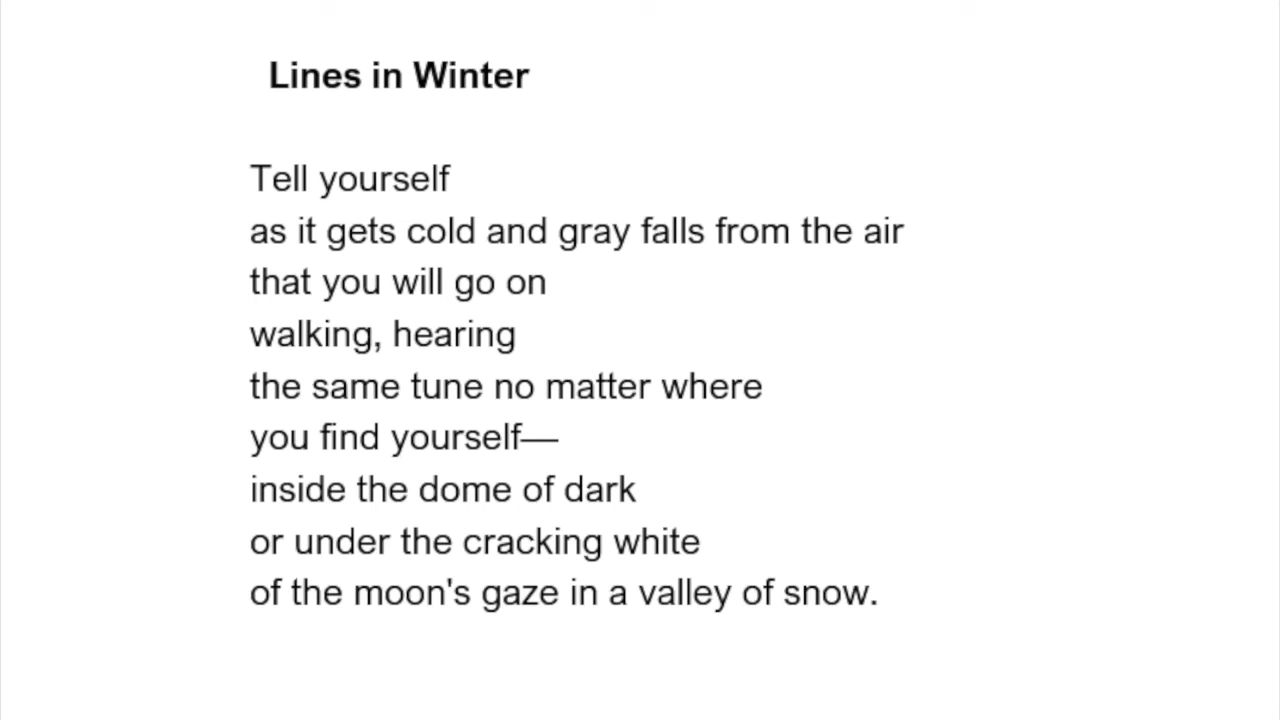 Lines in Winter
Tell yourself
as it gets cold and gray falls from the air
that you will go on
walking, hearing
the same tune no matter where
you find yourself—
inside the dome of dark
or under the cracking white
of the moon's gaze in a valley of snow.